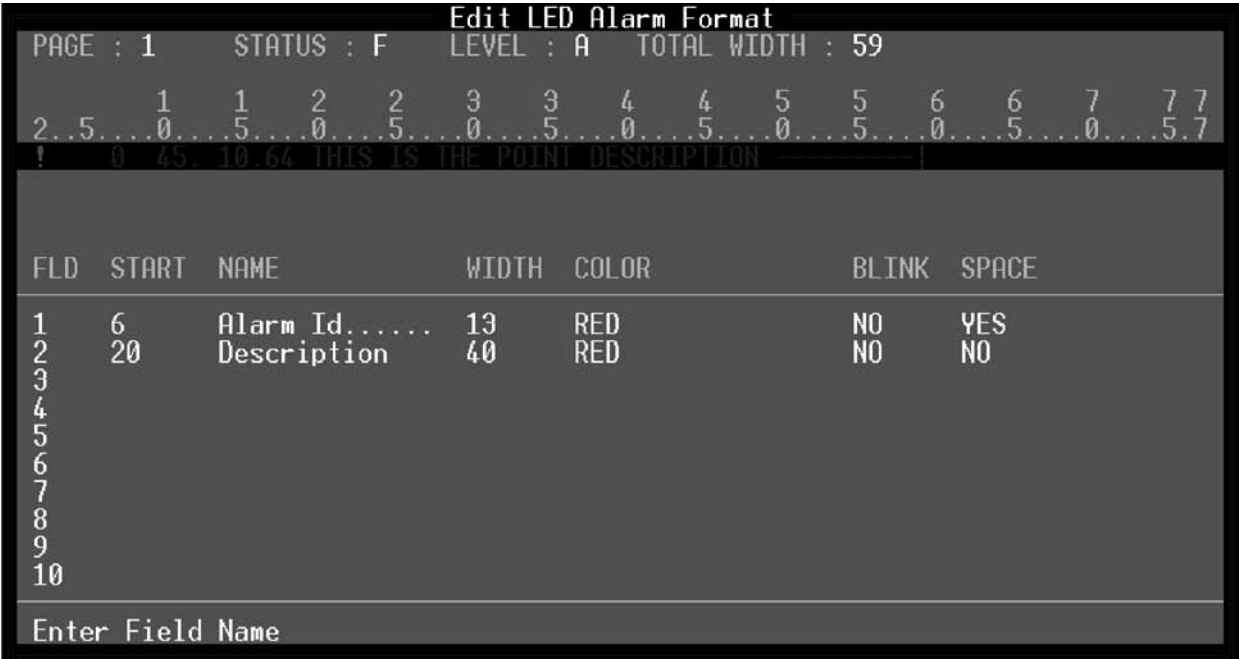 Edit LED Alarm Format
PAGE : 1 STATUS : F LEVEL : A TOTAL WIDTH : 59
1 1 2 2 3 3 4 4 5 5 6 6 7 7 7
2..5....0....5....0....5....0....5....0....5....0....5....0....5....0....5.7
! 0 45. 10.64 THIS IS THE POINT DESCRIPTION ---------|
FLD START NAME WIDTH COLOR BLINK SPACE
1 6 Alarm Id...... 13 RED NO YES
2 20 Description 40 RED NO NO
3
4
5
6
7
8
9
10
Enter Field Name